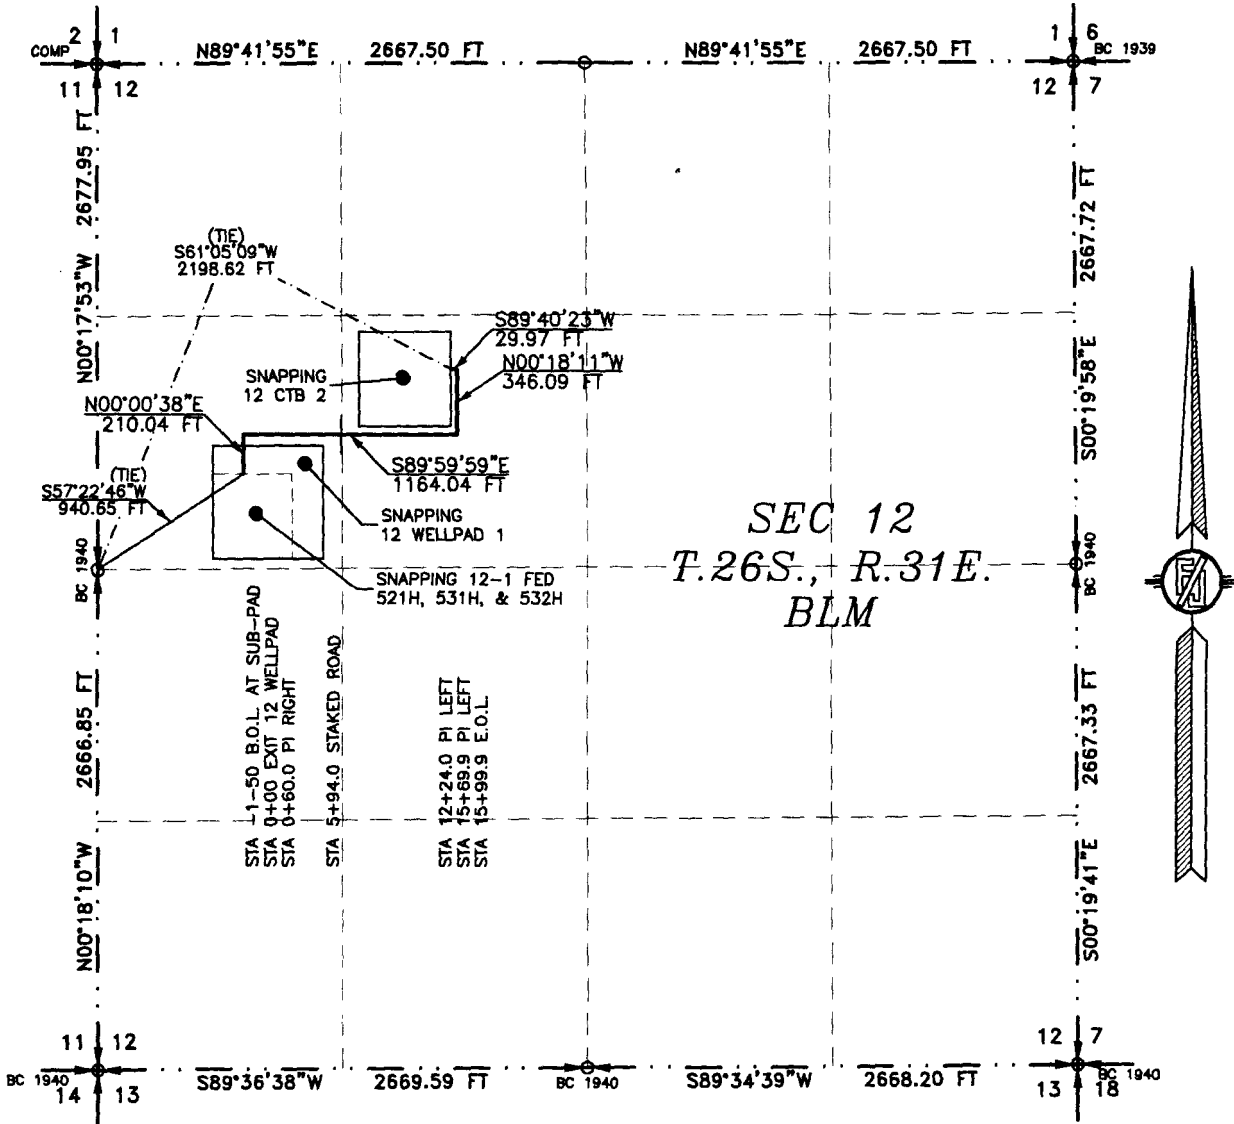 2 1
COMP
11 12
N89°41'55"E 2667.50 FT
N89°41'55"E 2667.50 FT
1 6
BC 1939
12 7
N00°17'53"W 2677.95 FT
2667.72 FT
S00°19'58"E
(TIE)
S61°05'09"W
2198.62 FT
S89°40'23"W
29.97 FT
N00°18'11"W
346.09 FT
SNAPPING
12 CTB 2
N00°00'38"E
210.04 FT
S89°59'59"E
1164.04 FT
(TIE)
S57°22'46"W
940.65 FT
SNAPPING
12 WELLPAD 1
SNAPPING 12-1 FED
521H, 531H, & 532H
SEC 12
T.26S., R.31E.
BLM
BC 1940
BC 1940
STA -1-50 B.O.L. AT SUB-PAD
STA 0+00 EXIT 12 WELLPAD
STA 0+60.0 PI RIGHT
STA 5+94.0 STAKED ROAD
STA 12+24.0 PI LEFT
STA 15+69.9 PI LEFT
STA 15+99.9 E.O.L.
N00°18'10"W 2666.85 FT
2667.33 FT
S00°19'41"E
11 12
BC 1940
14 13
S89°36'38"W 2669.59 FT
BC 1940
S89°34'39"W 2668.20 FT
12 7
BC 1940
13 18